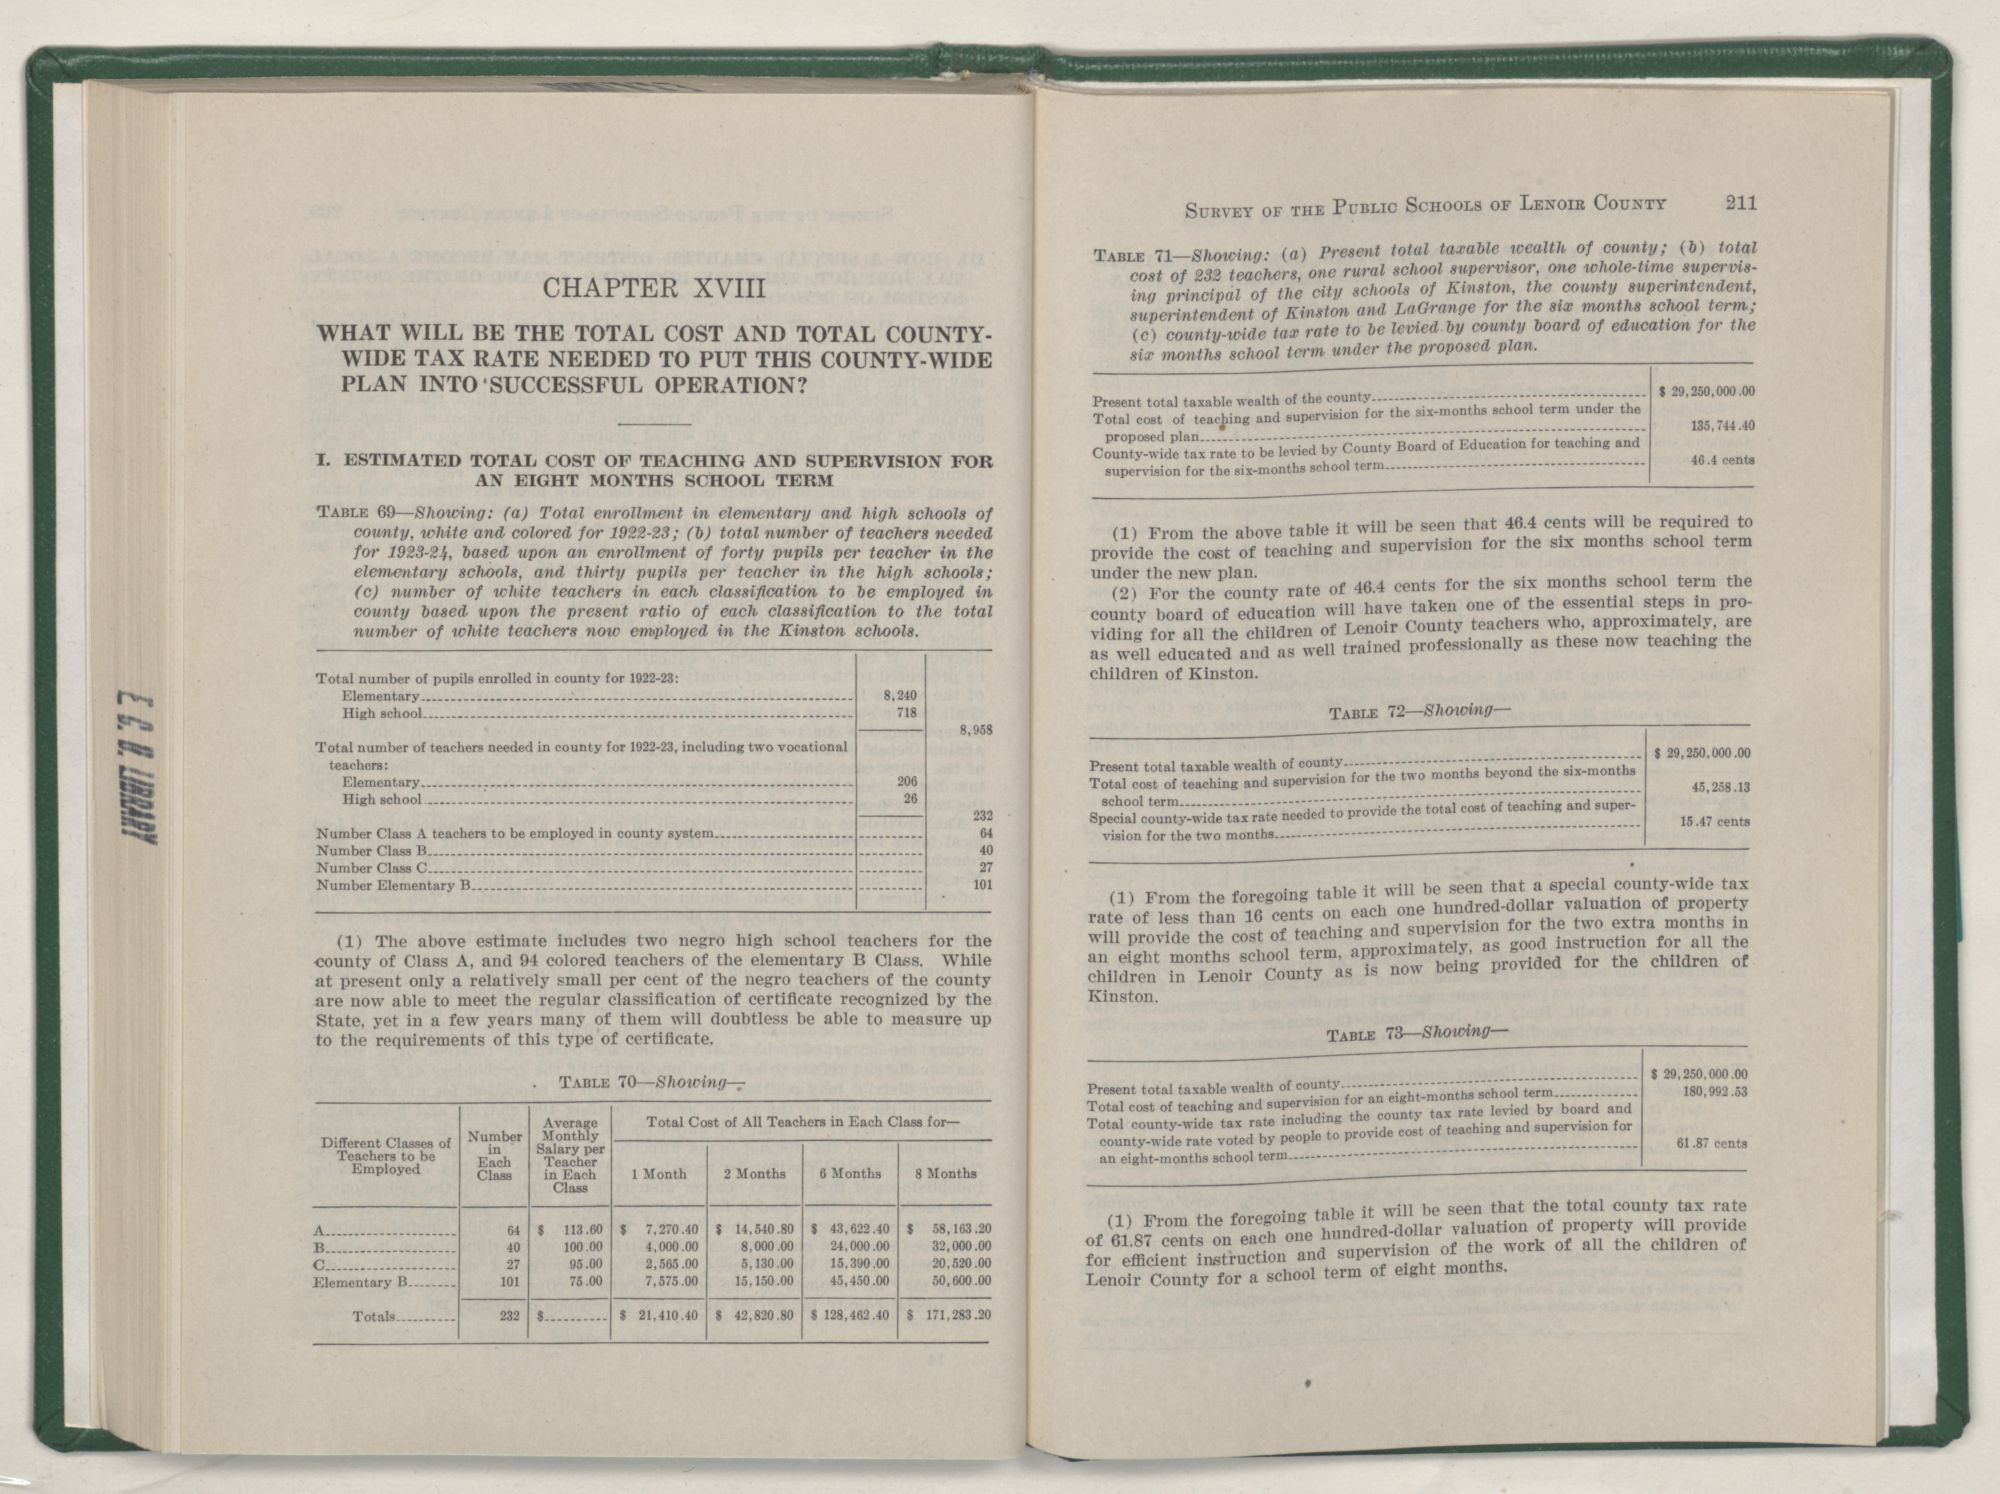 CHAPTER XVIII
WHAT WILL BE THE TOTAL COST AND TOTAL COUNTY-
WIDE TAX RATE NEEDED TO PUT THIS COUNTY-WIDE
PLAN INTO SUCCESSFUL OPERATION?
I. ESTIMATED TOTAL COST OF TEACHING AND SUPERVISION FOR
AN EIGHT MONTHS SCHOOL TERM
TABLE 69—Showing: (a) Total enrollment in elementary and high schools of
county, white and colored for 1922-23; (b) total number of teachers needed
for 1923-24, based upon an enrollment of forty pupils per teacher in the
elementary schools, and thirty pupils per teacher in the high schools;
(c) number of white teachers in each classification to be employed in
county based upon the present ratio of each classification to the total
number of white teachers now employed in the Kinston schools.
Total number of pupils enrolled in county for 1922-23:
Elementary 8,240
High school 718
8,958
Total number of teachers needed in county for 1922-23, including two vocational
teachers:
Elementary 206
High school 26
232
Number Class A teachers to be employed in county system 64
Number Class B 40
Number Class C 27
Number Elementary B 101
(1) The above estimate includes two negro high school teachers for the
county of Class A, and 94 colored teachers of the elementary B Class. While
at present only a relatively small per cent of the negro teachers of the county
are now able to meet the regular classification of certificate recognized by the
State, yet in a few years many of them will doubtless be able to measure up
to the requirements of this type of certificate.
TABLE 70—Showing—
Different Classes of
Teachers to be
Employed
Number
in
Each
Class
Average
Monthly
Salary per
Teacher
in Each
Class
Total Cost of All Teachers in Each Class for—
1 Month 2 Months 6 Months 8 Months
A 64 $ 113.60 $ 7,270.40 $ 14,540.80 $ 43,622.40 $ 58,163.20
B 40 100.00 4,000.00 8,000.00 24,000.00 32,000.00
C 27 95.00 2,565.00 5,130.00 15,390.00 20,520.00
Elementary B 101 75.00 7,575.00 15,150.00 45,450.00 50,600.00
Totals 232 $ $ 21,410.40 $ 42,820.80 $ 128,462.40 $ 171,283.20
E.C.U. LIBRARY
SURVEY OF THE PUBLIC SCHOOLS OF LENOIR COUNTY 211
TABLE 71—Showing: (a) Present total taxable wealth of county; (b) total
cost of 232 teachers, one rural school supervisor, one whole-time supervis-
ing principal of the city schools of Kinston, the county superintendent,
superintendent of Kinston and LaGrange for the six months school term;
(c) county-wide tax rate to be levied by county board of education for the
six months school term under the proposed plan.
Present total taxable wealth of the county $ 29,250,000.00
Total cost of teaching and supervision for the six-months school term under the
proposed plan 135,744.40
County-wide tax rate to be levied by County Board of Education for teaching and
supervision for the six-months school term 46.4 cents
(1) From the above table it will be seen that 46.4 cents will be required to
provide the cost of teaching and supervision for the six months school term
under the new plan.
(2) For the county rate of 46.4 cents for the six months school term the
county board of education will have taken one of the essential steps in pro-
viding for all the children of Lenoir County teachers who, approximately, are
as well educated and as well trained professionally as these now teaching the
children of Kinston.
TABLE 72—Showing—
Present total taxable wealth of county $ 29,250,000.00
Total cost of teaching and supervision for the two months beyond the six-months
school term 45,258.13
Special county-wide tax rate needed to provide the total cost of teaching and super-
vision for the two months 15.47 cents
(1) From the foregoing table it will be seen that a special county-wide tax
rate of less than 16 cents on each one hundred-dollar valuation of property
will provide the cost of teaching and supervision for the two extra months in
an eight months school term, approximately, as good instruction for all the
children in Lenoir County as is now being provided for the children of
Kinston.
TABLE 73—Showing—
Present total taxable wealth of county $ 29,250,000.00
Total cost of teaching and supervision for an eight-months school term 180,992.53
Total county-wide tax rate including the county tax rate levied by board and
county-wide rate voted by people to provide cost of teaching and supervision for
an eight-months school term 61.87 cents
(1) From the foregoing table it will be seen that the total county tax rate
of 61.87 cents on each one hundred-dollar valuation of property will provide
for efficient instruction and supervision of the work of all the children of
Lenoir County for a school term of eight months.